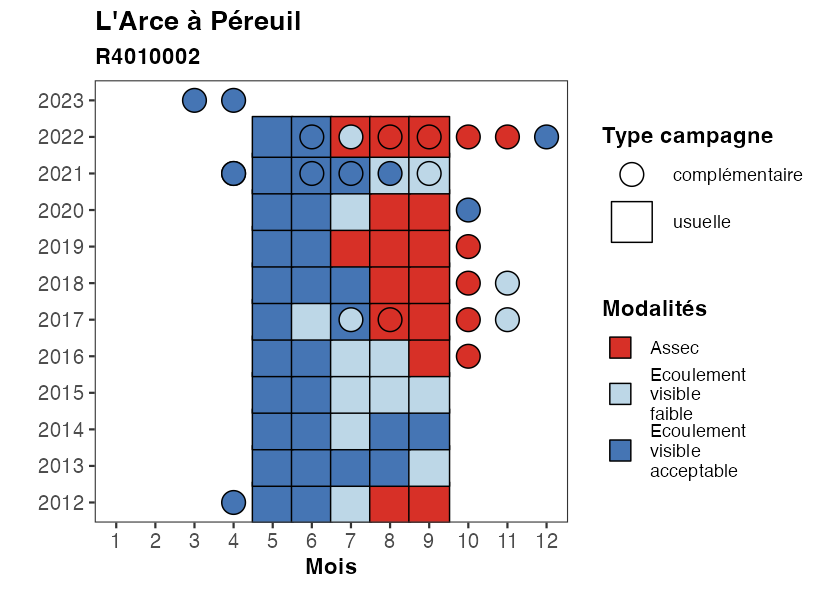 L'Arce à Péreuil
R4010002
2023
2022
2021
2020
2019
2018
2017
2016
2015
2014
2013
2012
1 2 3 4 5 6 7 8 9 10 11 12
Mois
Type campagne
complémentaire
usuelle
Modalités
Assec
Ecoulement
visible
faible
Ecoulement
visible
acceptable